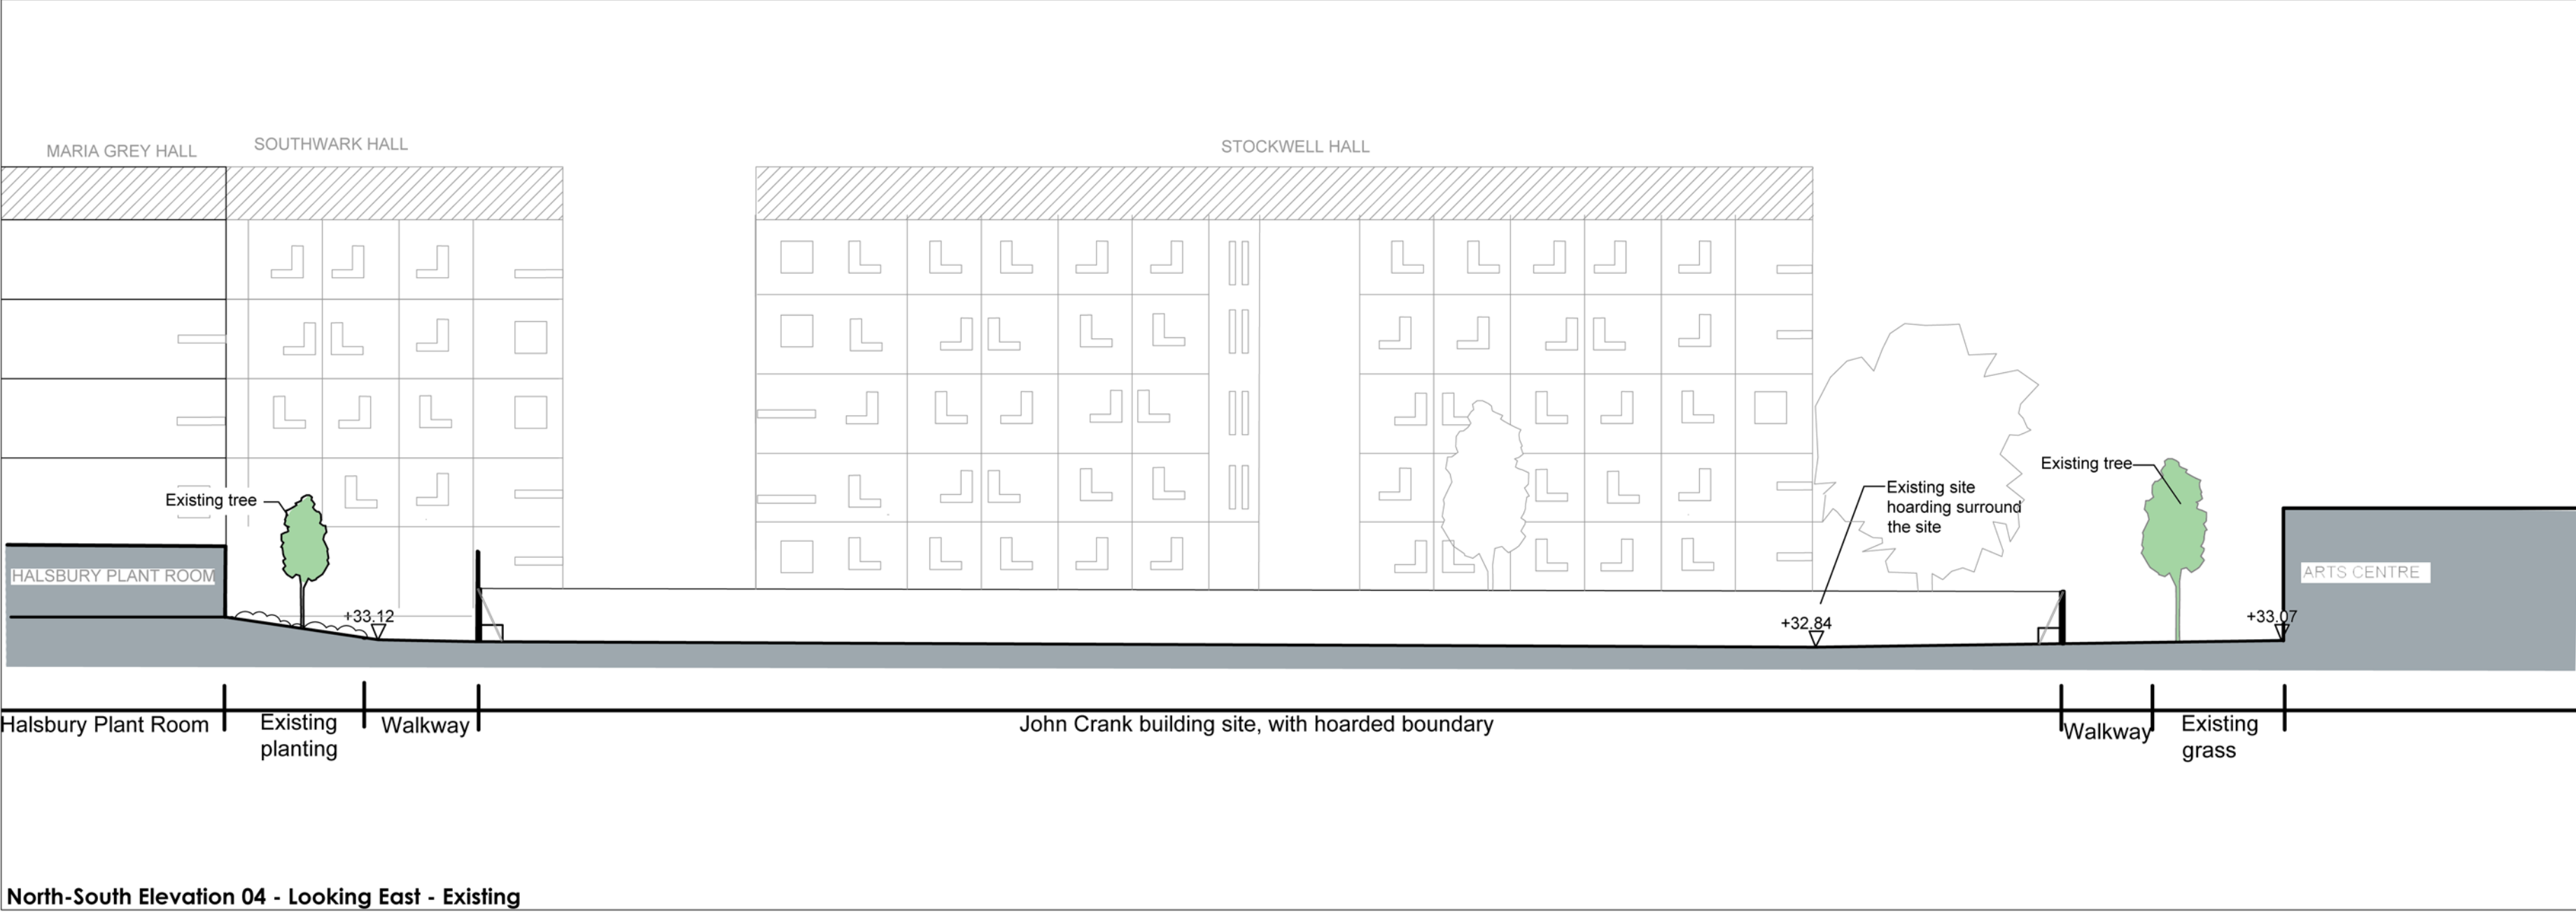 MARIA GREY HALL
SOUTHWARK HALL
STOCKWELL HALL
Existing tree
Existing tree
Existing site
hoarding surround
the site
HALSBURY PLANT ROOM
ARTS CENTRE
+33.12
+32.84
+33.07
Halsbury Plant Room
Existing
planting
Walkway
John Crank building site, with hoarded boundary
Walkway
Existing
grass
North-South Elevation 04 - Looking East - Existing